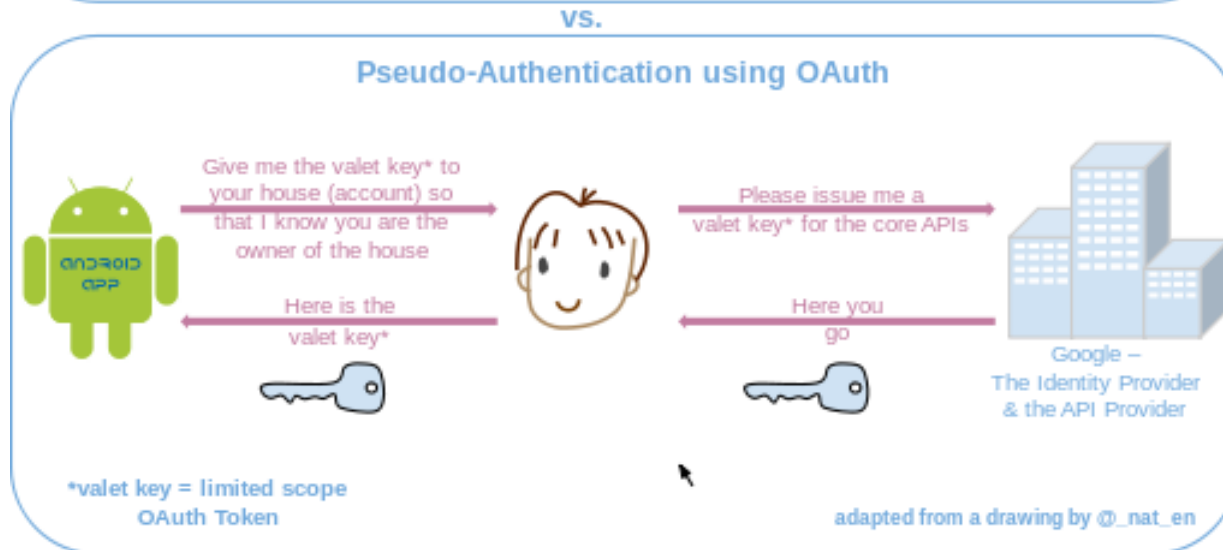 vs.
Pseudo-Authentication using OAuth
Give me the valet key* to
your house (account) so
that I know you are the
owner of the house
Please issue me a
valet key* for the core APIs
ANDROID
APP
Here is the
valet key*
Here you
go
Google –
The Identity Provider
& the API Provider
*valet key = limited scope
OAuth Token
adapted from a drawing by @_nat_en